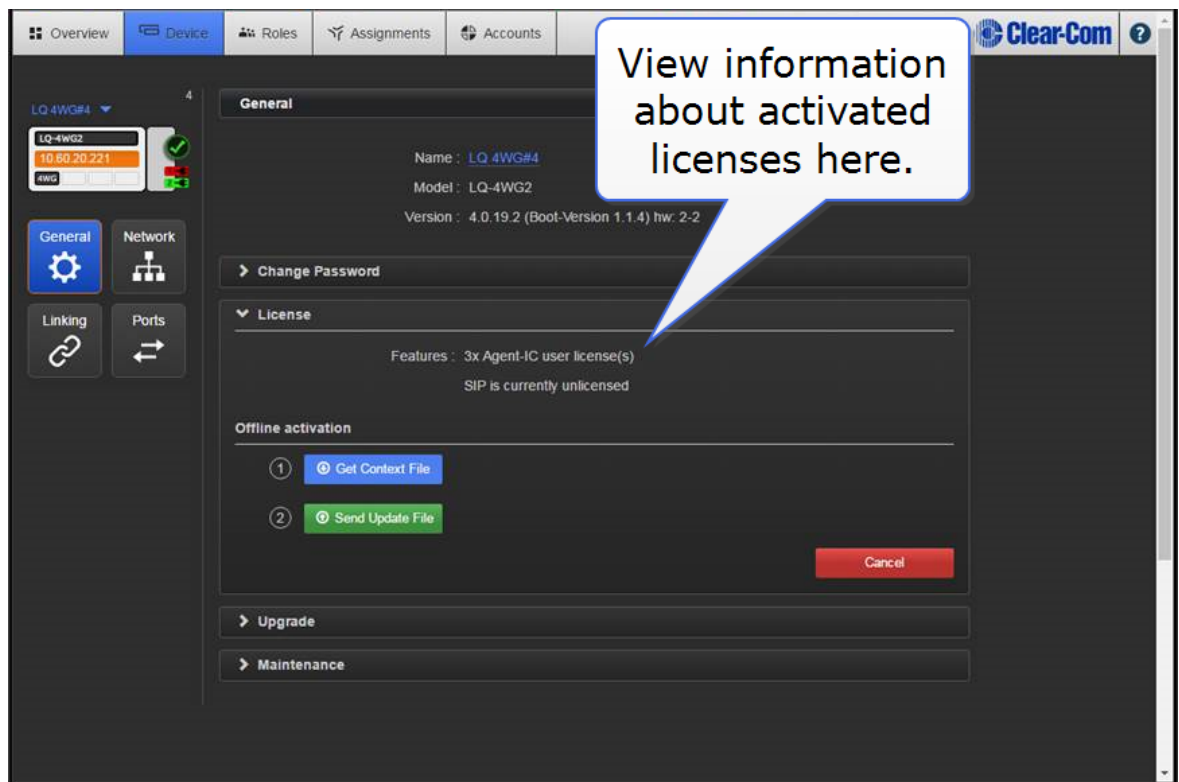 Overview Device Roles Assignments Accounts Clear-Com ?
View information
about activated
licenses here.
LQ 4WG#4 4
LQ-4WG2
10.60.20.221
4WG
General Network
Linking Ports
General
Name : LQ 4WG#4
Model : LQ-4WG2
Version : 4.0.19.2 (Boot-Version 1.1.4) hw: 2-2
Change Password
License
Features : 3x Agent-IC user license(s)
SIP is currently unlicensed
Offline activation
1 Get Context File
2 Send Update File
Cancel
Upgrade
Maintenance